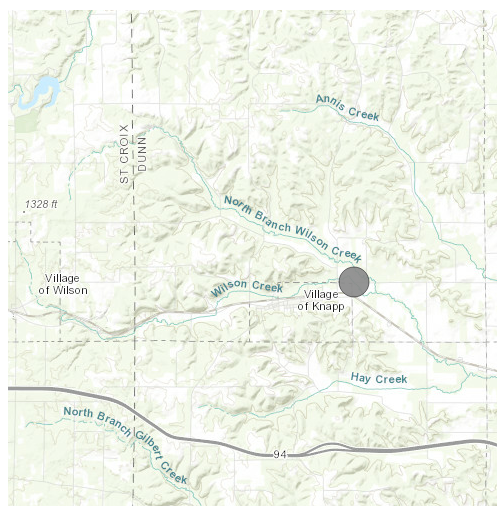 Annis Creek
ST CROIX
DUNN
1328 ft
North Branch Wilson Creek
Village
of Wilson
Wilson Creek
Village
of Knapp
Hay Creek
North Branch Gilbert Creek
94